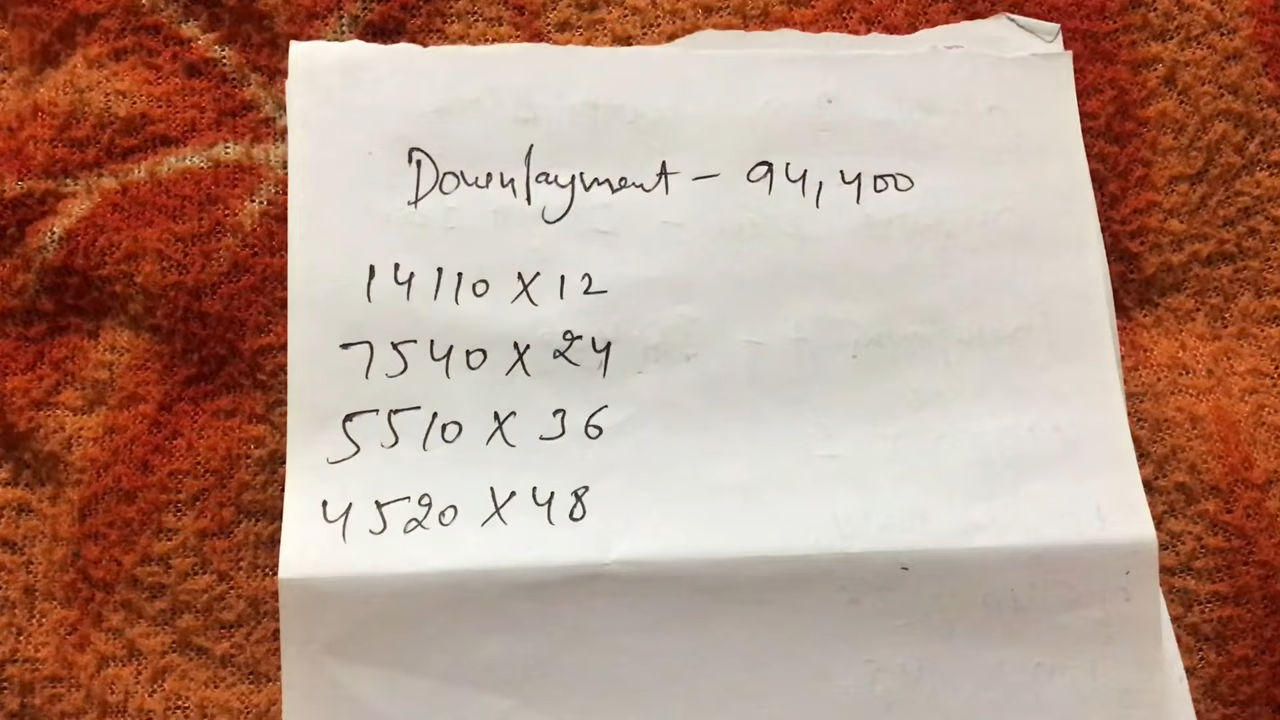 Downpayment - 94,400
14110 X 12
7540 X 24
5510 X 36
4520 X 48